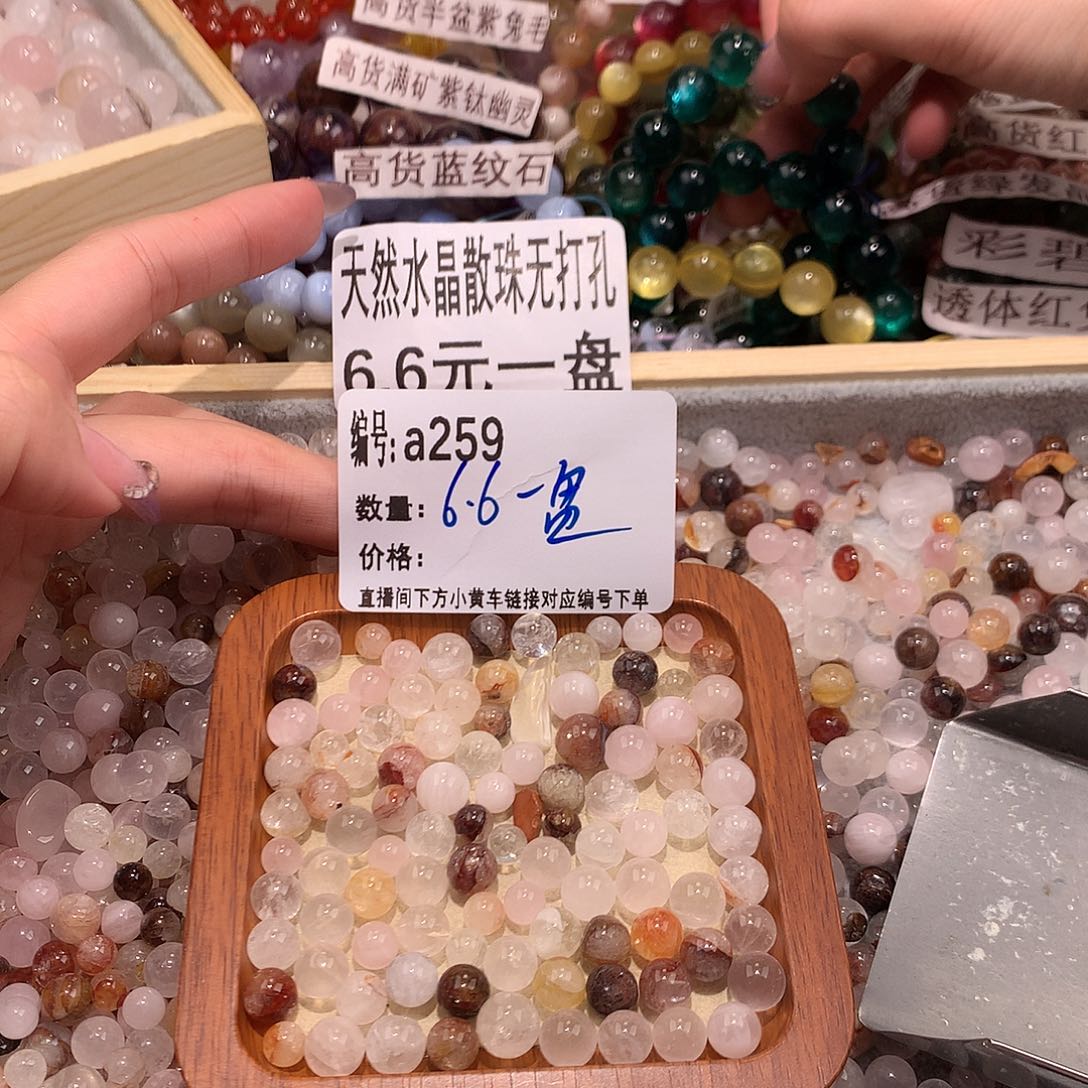 高货半盆紫兔毛
高货满矿紫钛幽灵
高货蓝纹石
高货红
彩碧
透体红
天然水晶散珠无打孔
6.6元一盘
编号: a259
数量: 6.6一盘
价格:
直播间下方小黄车链接对应编号下单